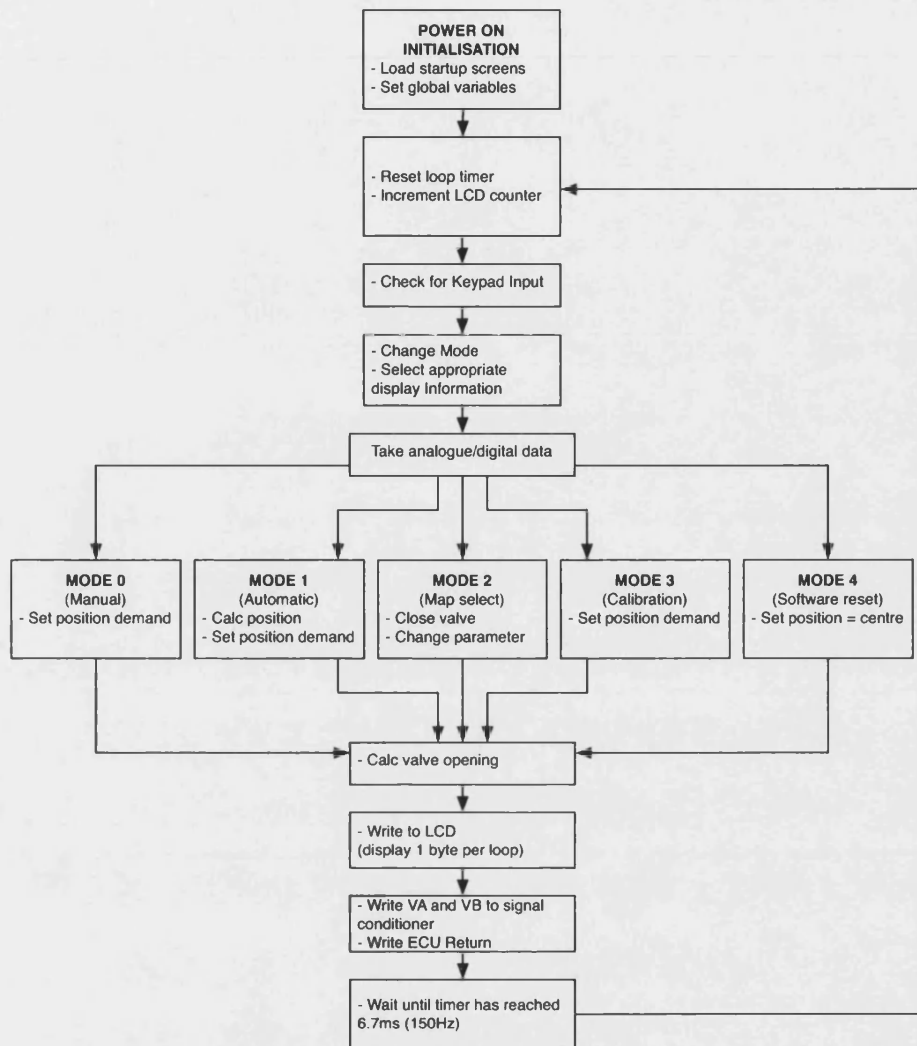 POWER ON
INITIALISATION
- Load startup screens
- Set global variables
- Reset loop timer
- Increment LCD counter
- Check for Keypad Input
- Change Mode
- Select appropriate
display Information
Take analogue/digital data
MODE 0
(Manual)
- Set position demand
MODE 1
(Automatic)
- Calc position
- Set position demand
MODE 2
(Map select)
- Close valve
- Change parameter
MODE 3
(Calibration)
- Set position demand
MODE 4
(Software reset)
- Set position = centre
- Calc valve opening
- Write to LCD
(display 1 byte per loop)
- Write VA and VB to signal
conditioner
- Write ECU Return
- Wait until timer has reached
6.7ms (150Hz)